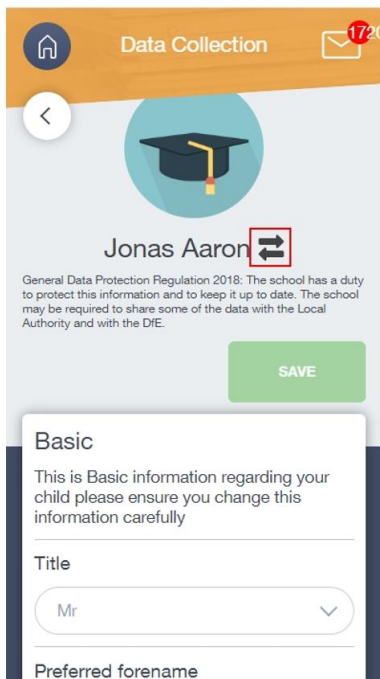 Data Collection
1720
Jonas Aaron
General Data Protection Regulation 2018: The school has a duty
to protect this information and to keep it up to date. The school
may be required to share some of the data with the Local
Authority and with the DfE.
SAVE
Basic
This is Basic information regarding your
child please ensure you change this
information carefully
Title
Mr
Preferred forename